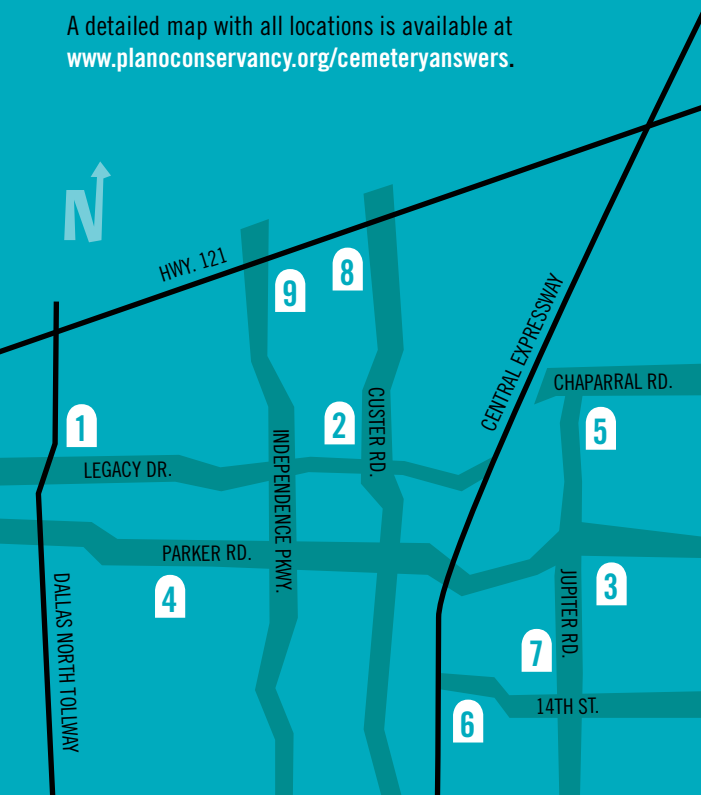 A detailed map with all locations is available at
www.planoconservancy.org/cemeteryanswers.
N
HWY. 121
8
9
CENTRAL EXPRESSWAY
CHAPARRAL RD.
1
2
CUSTER RD.
5
LEGACY DR.
INDEPENDENCE PKWY.
PARKER RD.
4
DALLAS NORTH TOLLWAY
JUPITER RD.
3
7
6
14TH ST.